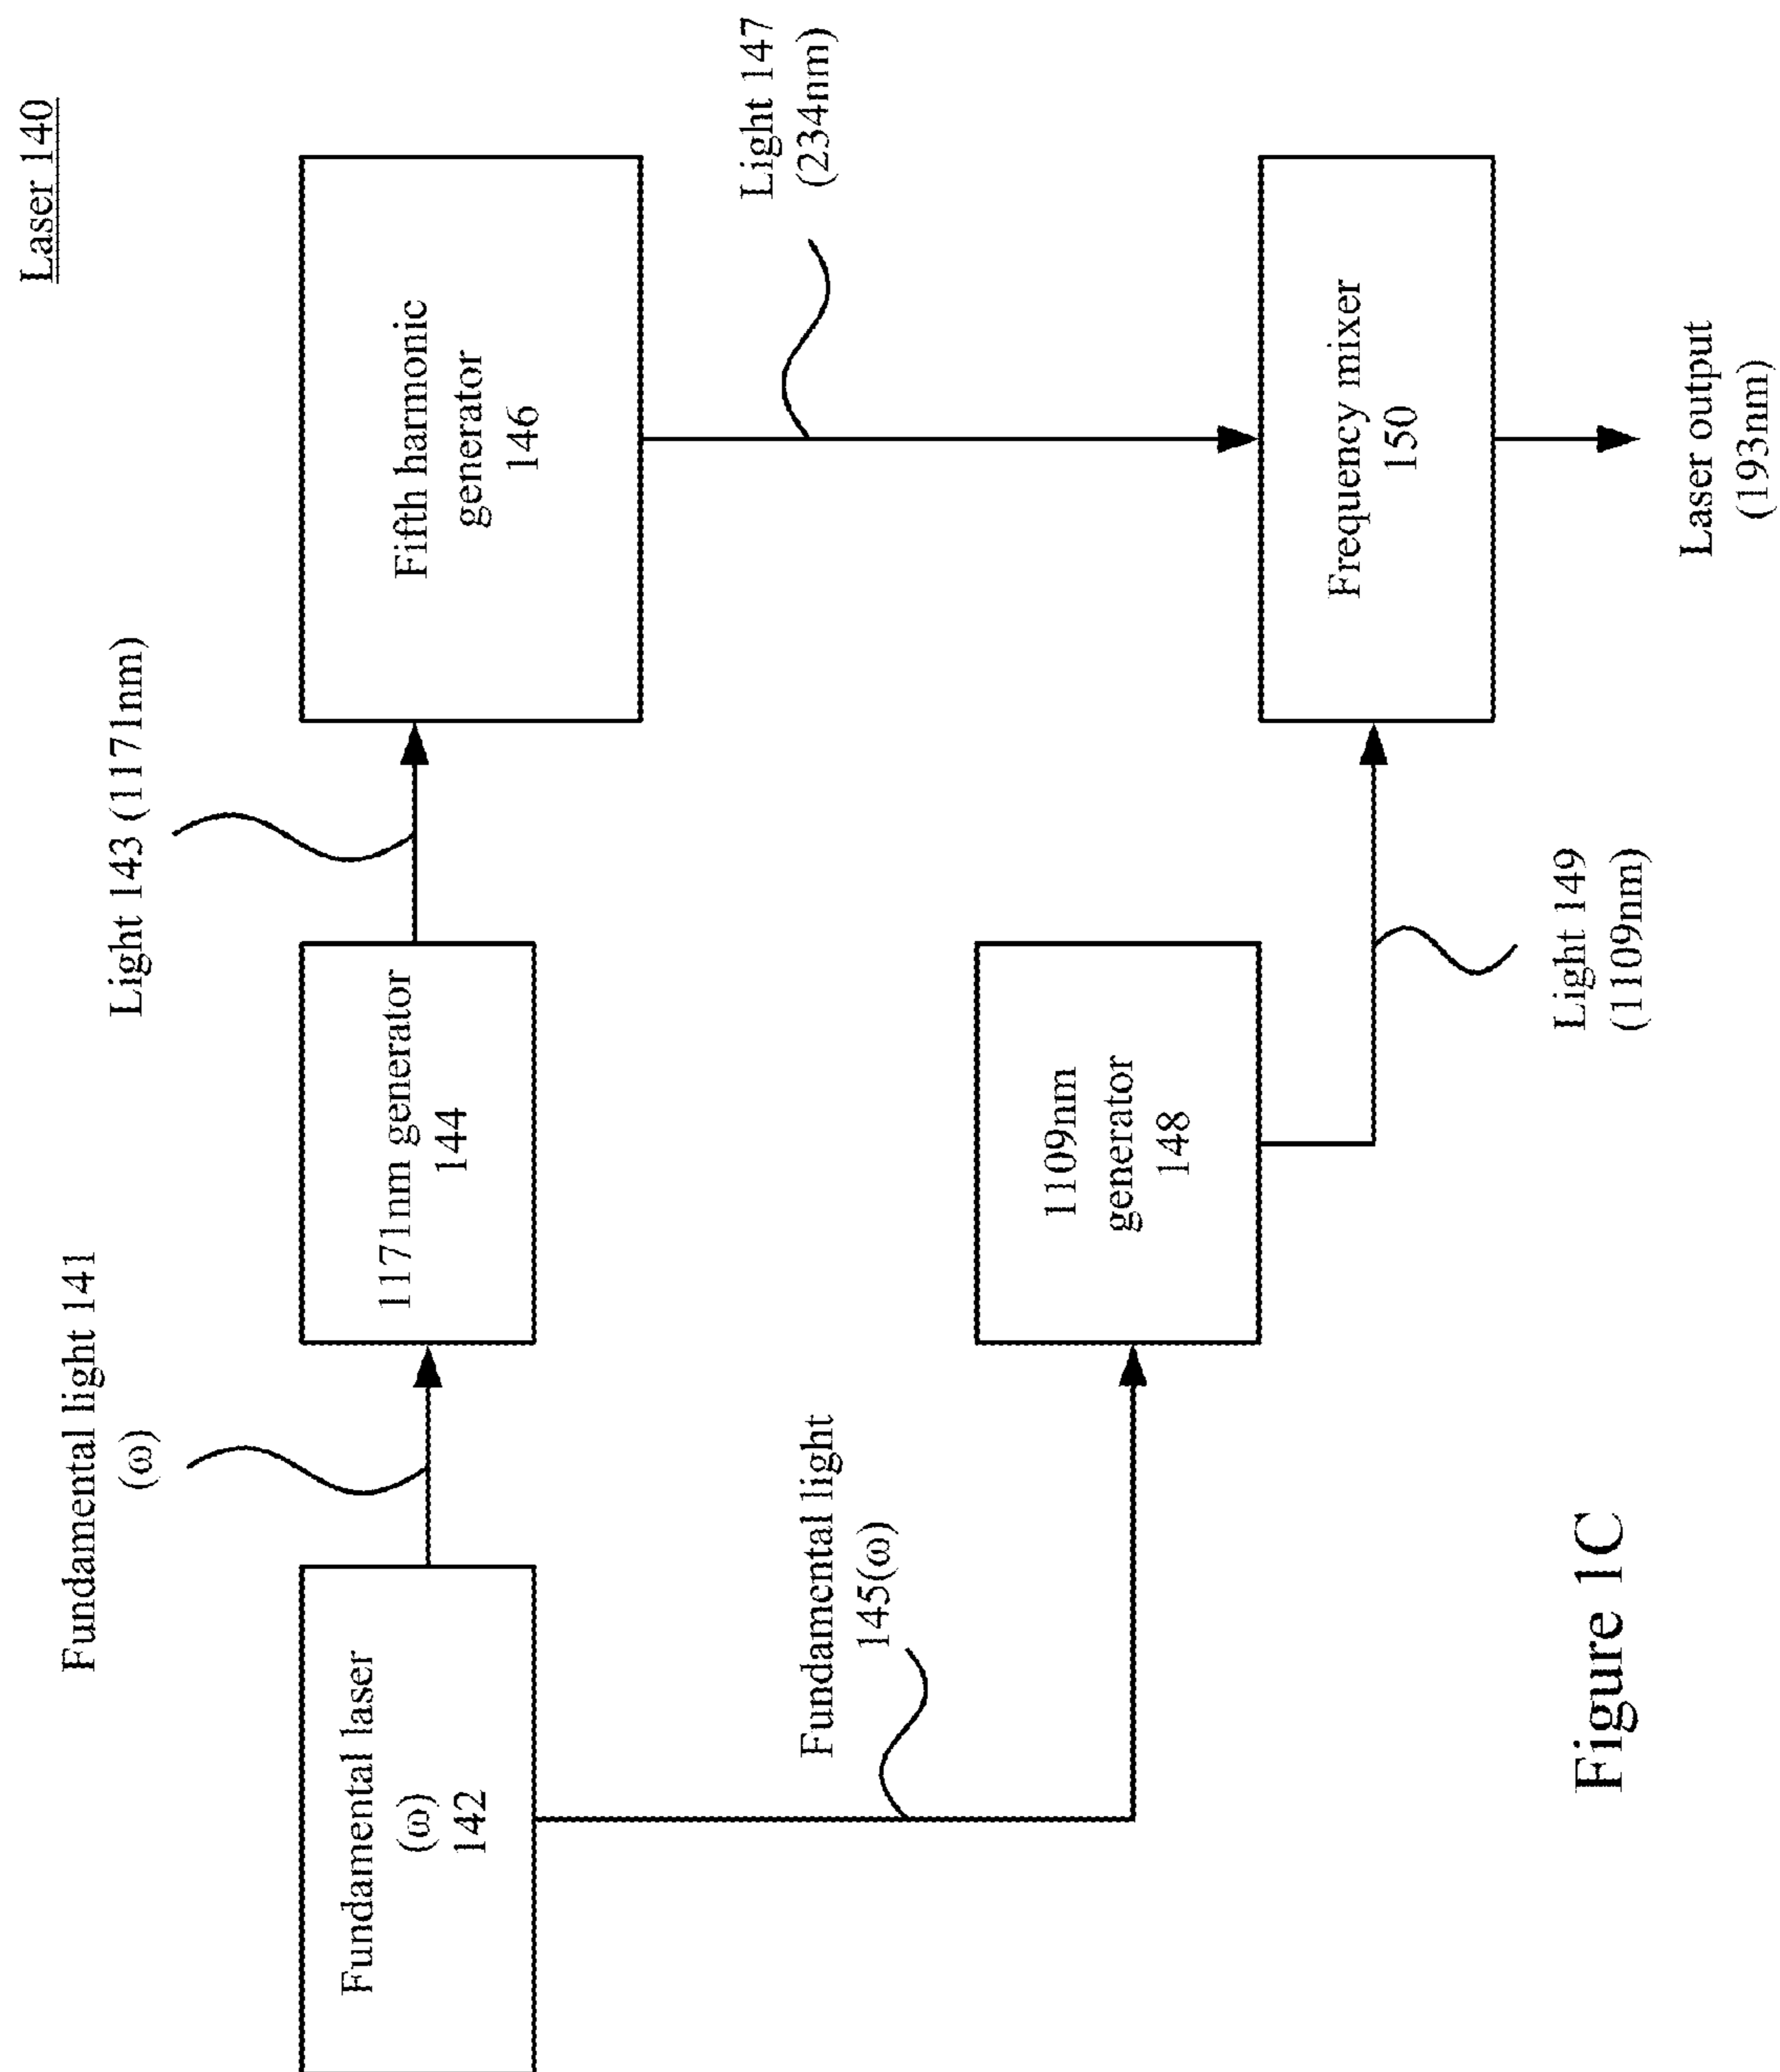 Laser 140
Fundamental light 141
(ω)
Light 143 (1171nm)
Fundamental laser
(ω)
142
1171nm generator
144
Fifth harmonic
generator
146
Light 147
(234nm)
Fundamental light
145(ω)
1109nm
generator
148
Frequency mixer
150
Light 149
(1109nm)
Laser output
(193nm)
Figure 1C